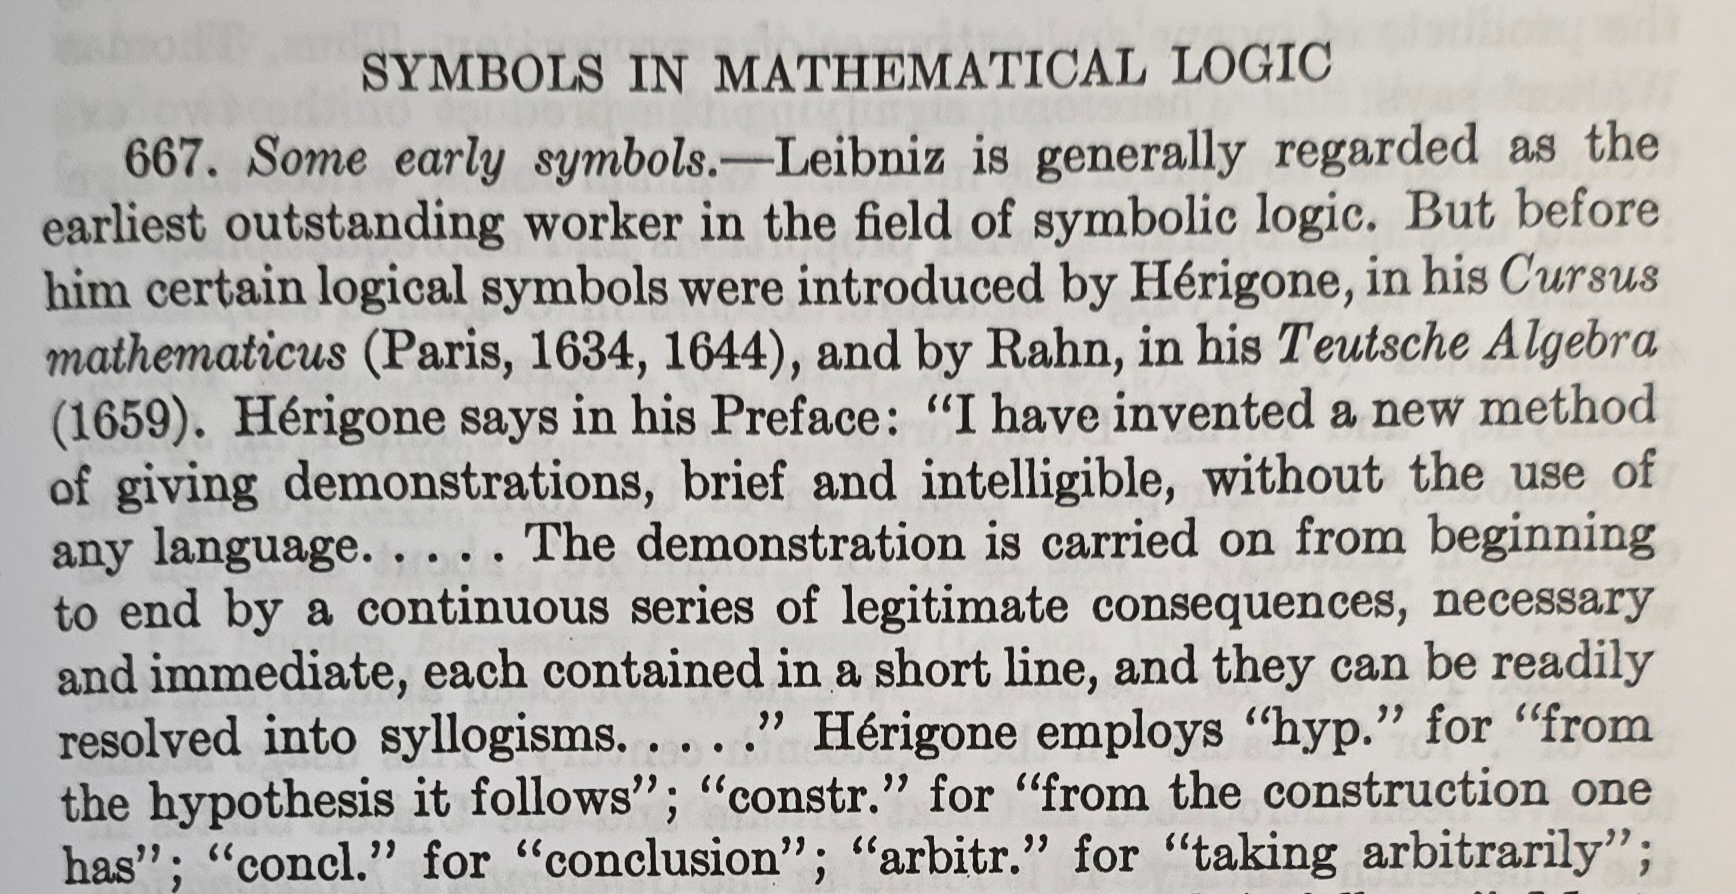 SYMBOLS IN MATHEMATICAL LOGIC
667. Some early symbols.—Leibniz is generally regarded as the
earliest outstanding worker in the field of symbolic logic. But before
him certain logical symbols were introduced by Hérigone, in his Cursus
mathematicus (Paris, 1634, 1644), and by Rahn, in his Teutsche Algebra
(1659). Hérigone says in his Preface: “I have invented a new method
of giving demonstrations, brief and intelligible, without the use of
any language. . . . . The demonstration is carried on from beginning
to end by a continuous series of legitimate consequences, necessary
and immediate, each contained in a short line, and they can be readily
resolved into syllogisms. . . . .” Hérigone employs “hyp.” for “from
the hypothesis it follows”; “constr.” for “from the construction one
has”; “concl.” for “conclusion”; “arbitr.” for “taking arbitrarily”;